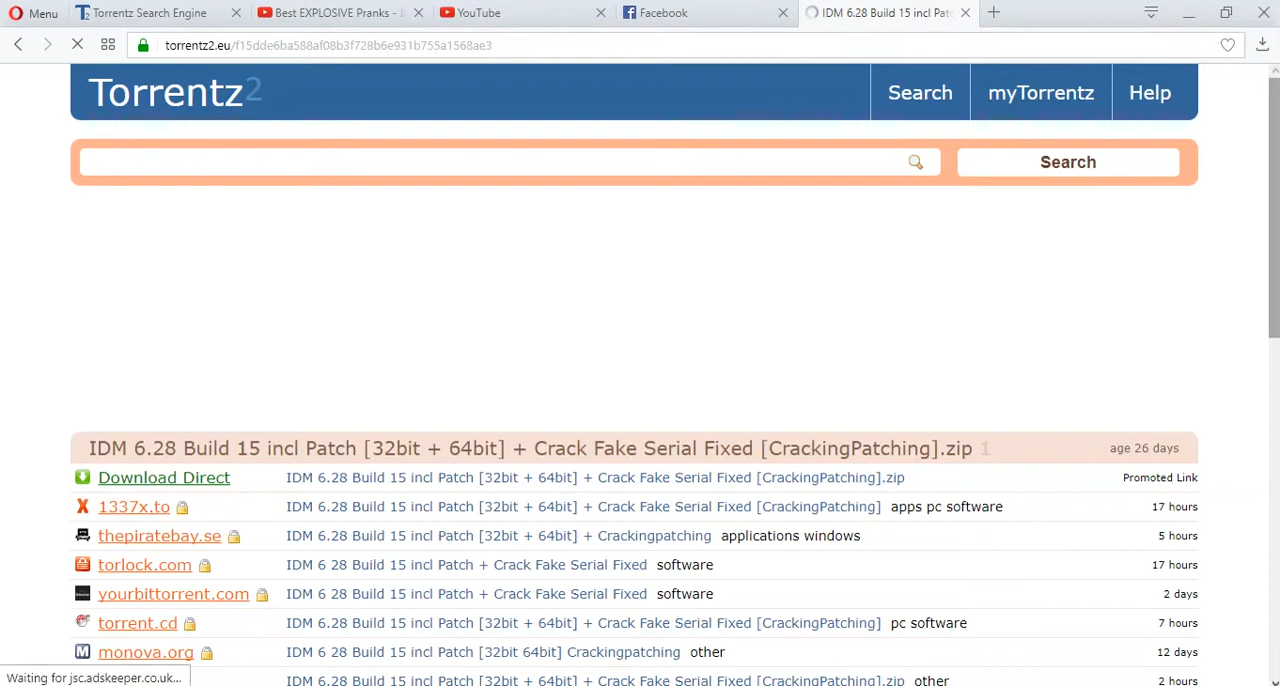 Menu
Torrentz Search Engine
Best EXPLOSIVE Pranks - J
YouTube
Facebook
IDM 6.28 Build 15 incl Pat
torrentz2.eu/f15dde6ba588af08b3f728b6e931b755a1568ae3
Torrentz2
Search
myTorrentz
Help
Search
IDM 6.28 Build 15 incl Patch [32bit + 64bit] + Crack Fake Serial Fixed [CrackingPatching].zip 1 age 26 days
Download Direct IDM 6.28 Build 15 incl Patch [32bit + 64bit] + Crack Fake Serial Fixed [CrackingPatching].zip Promoted Link
1337x.to IDM 6.28 Build 15 incl Patch [32bit + 64bit] + Crack Fake Serial Fixed [CrackingPatching] apps pc software 17 hours
thepiratebay.se IDM 6.28 Build 15 incl Patch [32bit + 64bit] + Crackingpatching applications windows 5 hours
torlock.com IDM 6.28 Build 15 incl Patch + Crack Fake Serial Fixed software 17 hours
yourbittorrent.com IDM 6.28 Build 15 incl Patch + Crack Fake Serial Fixed software 2 days
torrent.cd IDM 6.28 Build 15 incl Patch [32bit + 64bit] + Crack Fake Serial Fixed [CrackingPatching] pc software 7 hours
monova.org IDM 6 28 Build 15 incl Patch [32bit 64bit] Crackingpatching other 12 days
IDM 6.28 Build 15 incl Patch [32bit + 64bit] + Crack Fake Serial Fixed [CrackingPatching].zip other 2 hours
Waiting for jsc.adskeeper.co.uk...